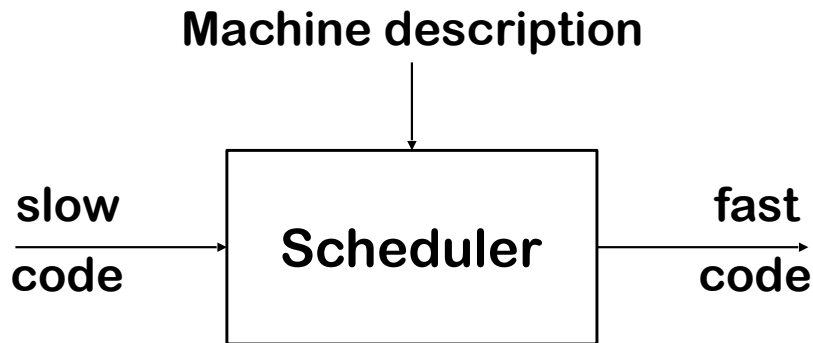 Machine description
slow
code
Scheduler
fast
code